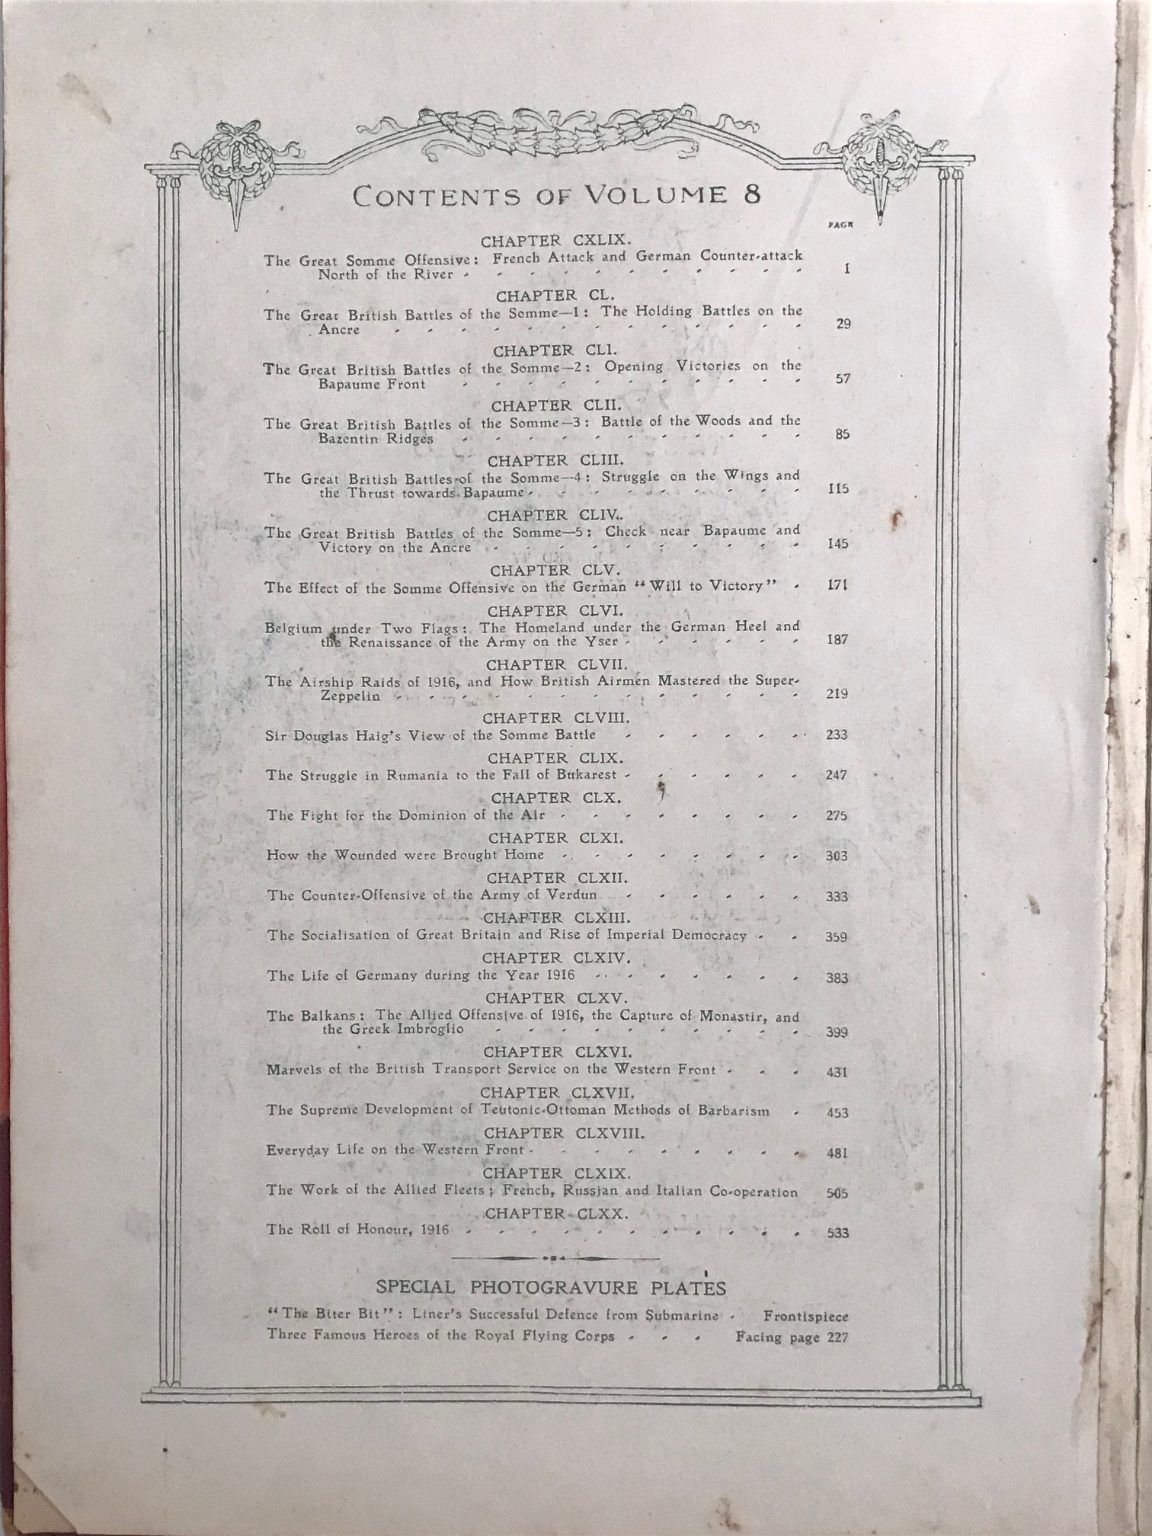 CONTENTS OF VOLUME 8
PAGE
CHAPTER CXLIX.
The Great Somme Offensive: French Attack and German Counter-attack
North of the River - - - - - - - - - - - 1
CHAPTER CL.
The Great British Battles of the Somme—1: The Holding Battles on the
Ancre - - - - - - - - - - - - - 29
CHAPTER CLI.
The Great British Battles of the Somme—2: Opening Victories on the
Bapaume Front - - - - - - - - - - - 57
CHAPTER CLII.
The Great British Battles of the Somme—3: Battle of the Woods and the
Bazentin Ridges - - - - - - - - - - - 85
CHAPTER CLIII.
The Great British Battles of the Somme—4: Struggle on the Wings and
the Thrust towards Bapaume - - - - - - - - - 115
CHAPTER CLIV.
The Great British Battles of the Somme—5: Check near Bapaume and
Victory on the Ancre - - - - - - - - - - 145
CHAPTER CLV.
The Effect of the Somme Offensive on the German "Will to Victory" - 171
CHAPTER CLVI.
Belgium under Two Flags: The Homeland under the German Heel and
the Renaissance of the Army on the Yser - - - - - - 187
CHAPTER CLVII.
The Airship Raids of 1916, and How British Airmen Mastered the Super-
Zeppelin - - - - - - - - - - - - - 219
CHAPTER CLVIII.
Sir Douglas Haig's View of the Somme Battle - - - - - - 233
CHAPTER CLIX.
The Struggle in Rumania to the Fall of Bukarest - - - - - - 247
CHAPTER CLX.
The Fight for the Dominion of the Air - - - - - - - - 275
CHAPTER CLXI.
How the Wounded were Brought Home - - - - - - - - 303
CHAPTER CLXII.
The Counter-Offensive of the Army of Verdun - - - - - - 333
CHAPTER CLXIII.
The Socialisation of Great Britain and Rise of Imperial Democracy - - 359
CHAPTER CLXIV.
The Life of Germany during the Year 1916 - - - - - - - 383
CHAPTER CLXV.
The Balkans: The Allied Offensive of 1916, the Capture of Monastir, and
the Greek Imbroglio - - - - - - - - - - 399
CHAPTER CLXVI.
Marvels of the British Transport Service on the Western Front - - - 431
CHAPTER CLXVII.
The Supreme Development of Teutonic-Ottoman Methods of Barbarism - 453
CHAPTER CLXVIII.
Everyday Life on the Western Front - - - - - - - - - 481
CHAPTER CLXIX.
The Work of the Allied Fleets: French, Russian and Italian Co-operation 505
CHAPTER CLXX.
The Roll of Honour, 1916 - - - - - - - - - - - 533
SPECIAL PHOTOGRAVURE PLATES
"The Biter Bit": Liner's Successful Defence from Submarine - Frontispiece
Three Famous Heroes of the Royal Flying Corps - - - Facing page 227